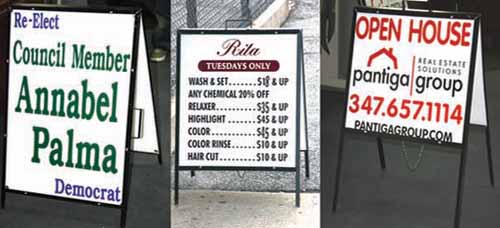 Re-Elect
Council Member
Annabel
Palma
Democrat
Rita
TUESDAYS ONLY
WASH & SET.......$18 & UP
ANY CHEMICAL 20% OFF
RELAXER..........$35 & UP
HIGHLIGHT.......$45 & UP
COLOR............$45 & UP
COLOR RINSE.....$10 & UP
HAIR CUT.........$10 & UP
OPEN HOUSE
REAL ESTATE
SOLUTIONS
pantiga group
347.657.1114
PANTIGAGROUP.COM